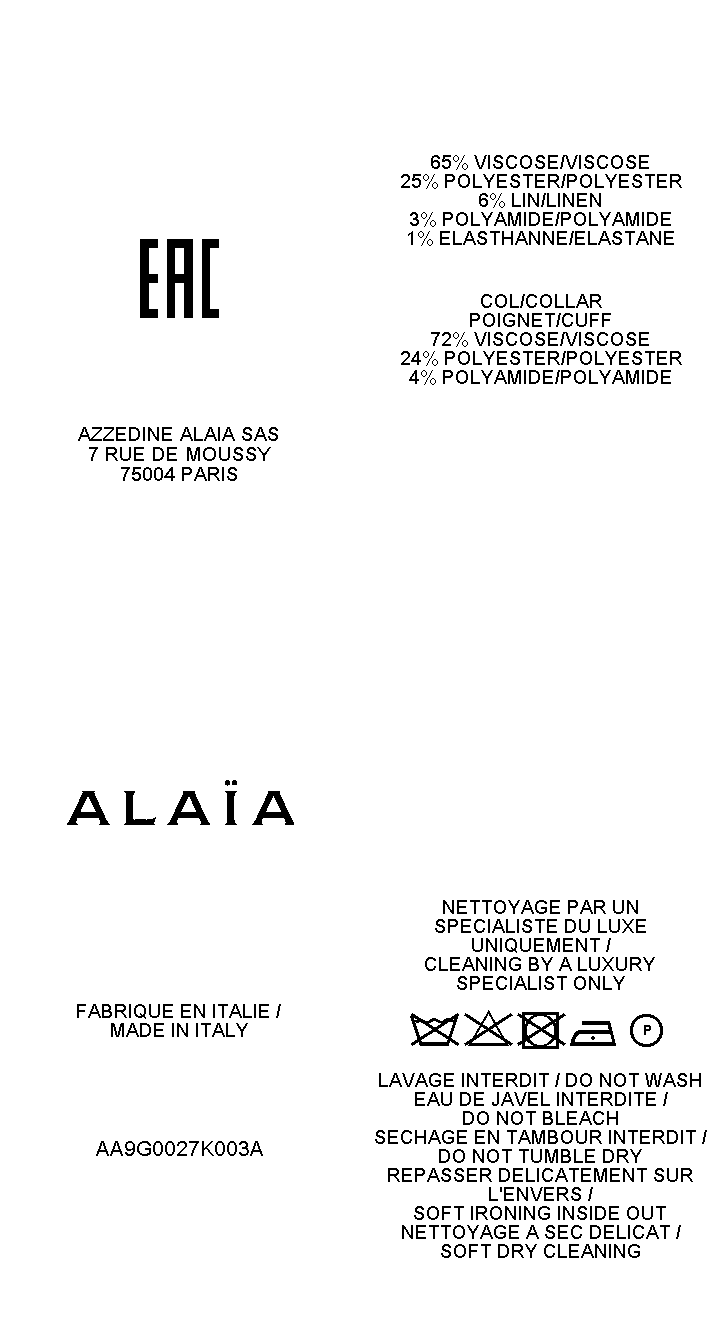 EAC
AZZEDINE ALAIA SAS
7 RUE DE MOUSSY
75004 PARIS
65% VISCOSE/VISCOSE
25% POLYESTER/POLYESTER
6% LIN/LINEN
3% POLYAMIDE/POLYAMIDE
1% ELASTHANNE/ELASTANE
COL/COLLAR
POIGNET/CUFF
72% VISCOSE/VISCOSE
24% POLYESTER/POLYESTER
4% POLYAMIDE/POLYAMIDE
ALAÏA
FABRIQUE EN ITALIE /
MADE IN ITALY
AA9G0027K003A
NETTOYAGE PAR UN
SPECIALISTE DU LUXE
UNIQUEMENT /
CLEANING BY A LUXURY
SPECIALIST ONLY
P
LAVAGE INTERDIT / DO NOT WASH
EAU DE JAVEL INTERDITE /
DO NOT BLEACH
SECHAGE EN TAMBOUR INTERDIT /
DO NOT TUMBLE DRY
REPASSER DELICATEMENT SUR
L'ENVERS /
SOFT IRONING INSIDE OUT
NETTOYAGE A SEC DELICAT /
SOFT DRY CLEANING